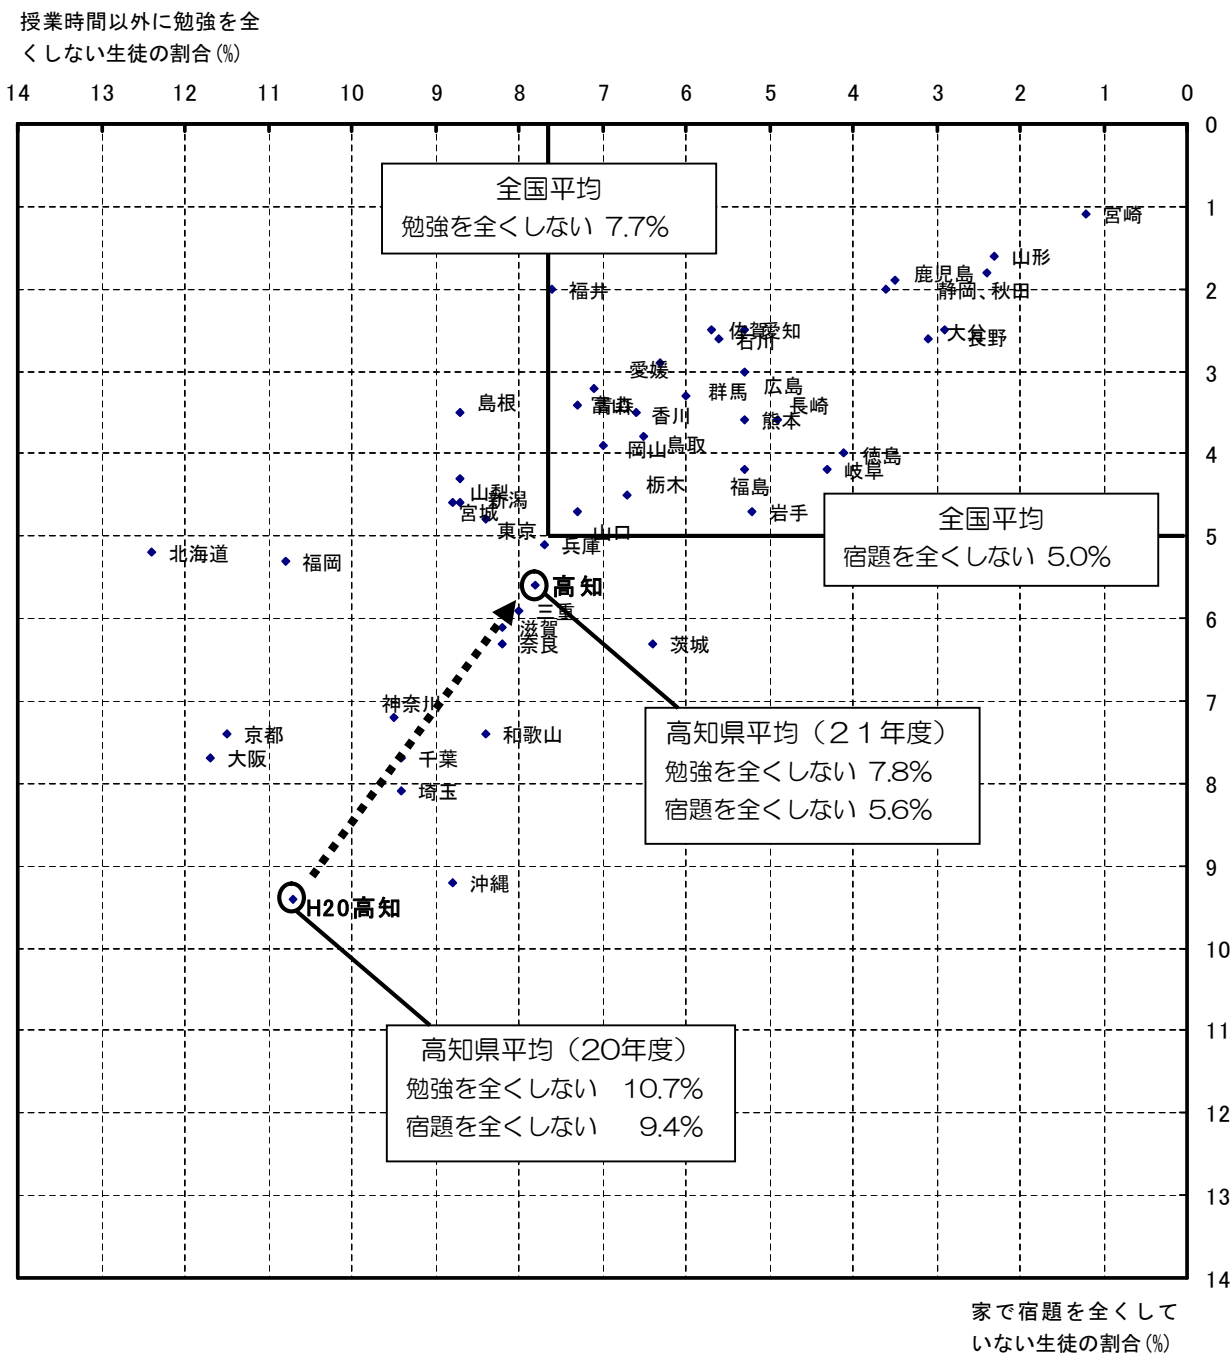 授業時間以外に勉強を全
くしない生徒の割合(%)
14 13 12 11 10 9 8 7 6 5 4 3 2 1 0
0
全国平均
勉強を全くしない 7.7%
1
宮崎
山形
鹿児島
静岡、秋田
2
福井
佐賀 愛知
石川
大分
長野
3
愛媛
広島
群馬
島根
富山
香川
長崎
熊本
鳥取
岡山
4
徳島
岐阜
栃木
福島
山梨
新潟
宮城
岩手
東京
山口
全国平均
宿題を全くしない 5.0%
5
兵庫
北海道
福岡
高知
三重
6
滋賀
奈良
茨城
7
神奈川
京都
和歌山
大阪
千葉
高知県平均（２１年度）
勉強を全くしない 7.8%
宿題を全くしない 5.6%
8
埼玉
9
沖縄
H20高知
10
11
高知県平均（20年度）
勉強を全くしない 10.7%
宿題を全くしない 9.4%
12
13
14
家で宿題を全くして
いない生徒の割合(%)